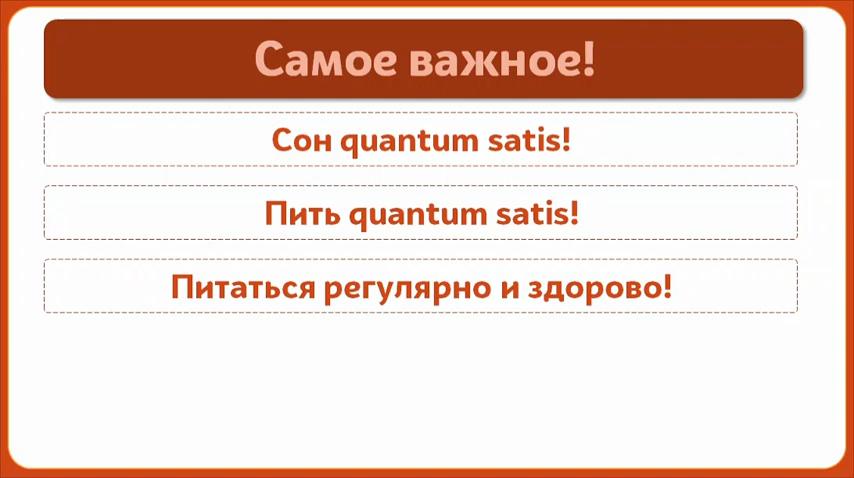 Самое важное!
Сон quantum satis!
Пить quantum satis!
Питаться регулярно и здорово!